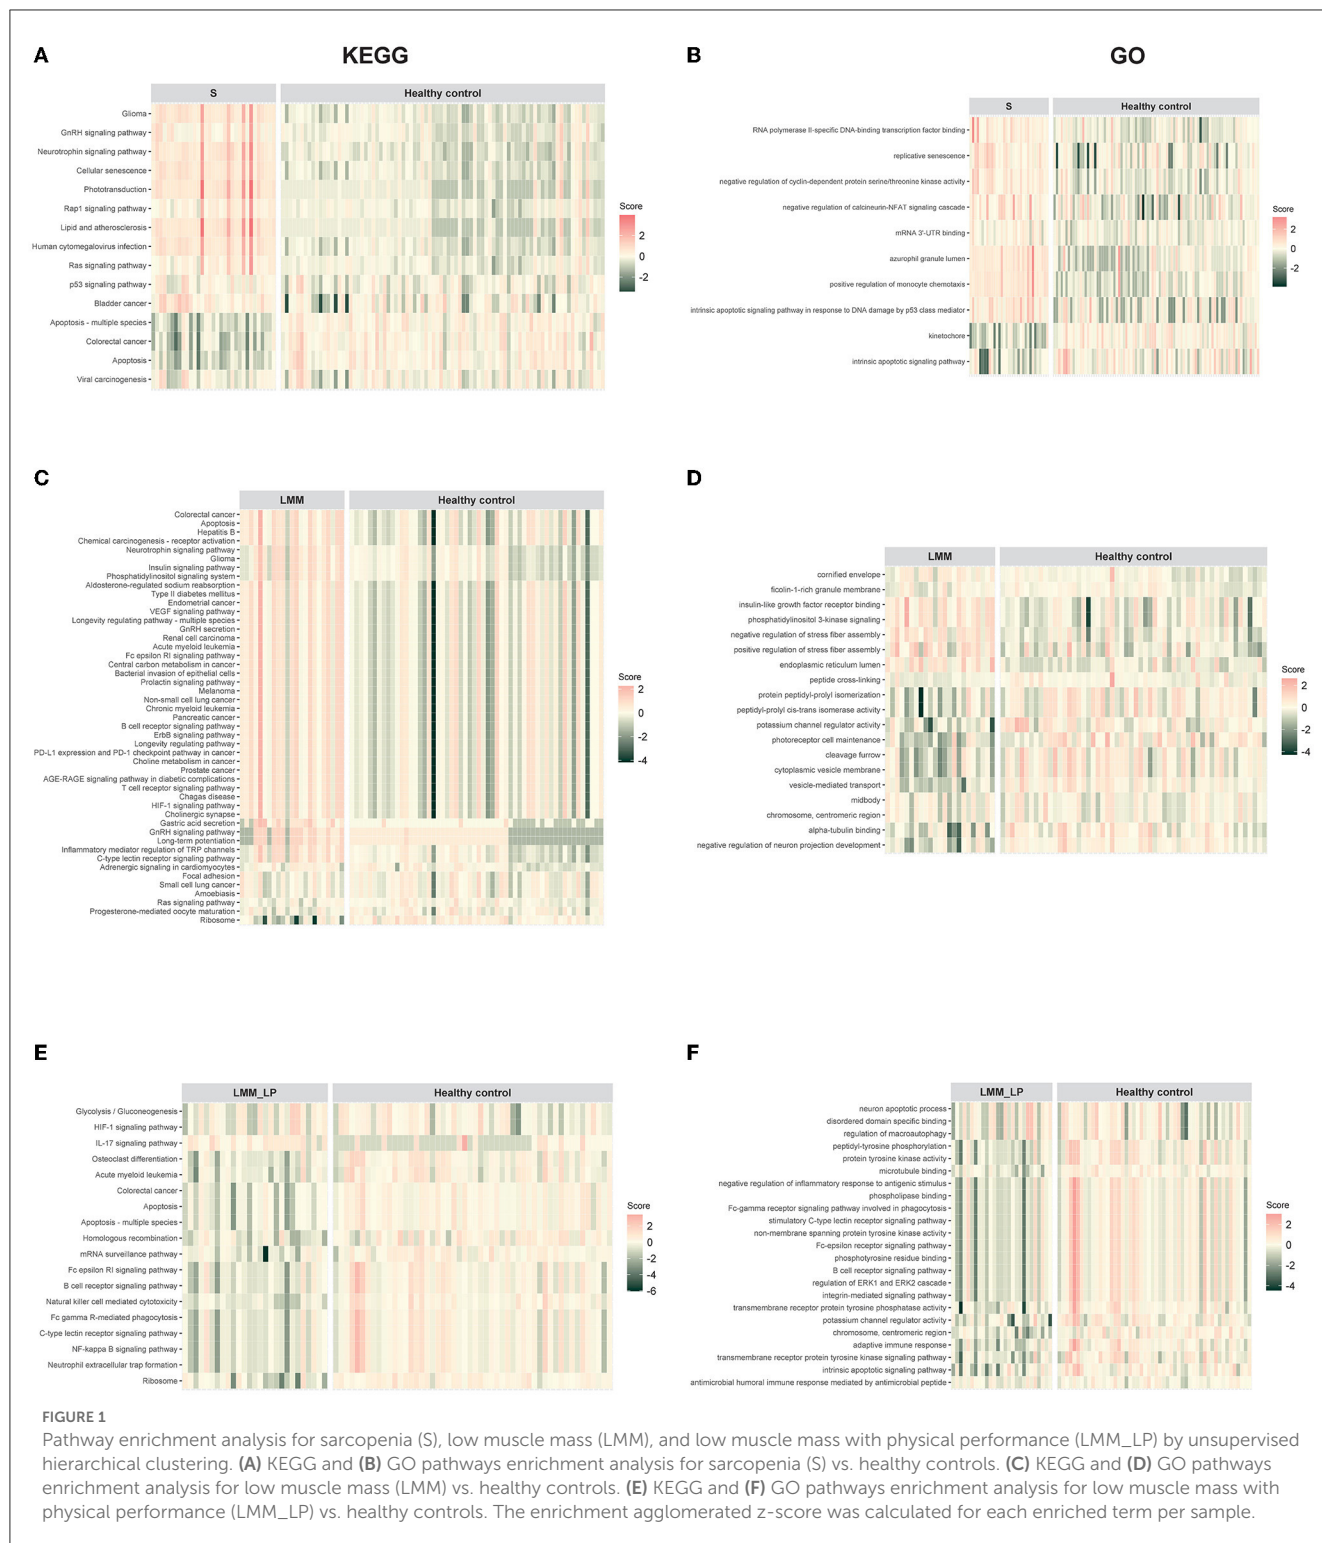 A
KEGG
S
Healthy control
Glioma
GnRH signaling pathway
Neurotrophin signaling pathway
Cellular senescence
Phototransduction
Rap1 signaling pathway
Lipid and atherosclerosis
Human cytomegalovirus infection
Ras signaling pathway
p53 signaling pathway
Bladder cancer
Apoptosis - multiple species
Colorectal cancer
Apoptosis
Viral carcinogenesis
Score
2
0
-2
B
GO
S
Healthy control
RNA polymerase II-specific DNA-binding transcription factor binding
replicative senescence
negative regulation of cyclin-dependent protein serine/threonine kinase activity
negative regulation of calcineurin-NFAT signaling cascade
mRNA 3'-UTR binding
azurophil granule lumen
positive regulation of monocyte chemotaxis
intrinsic apoptotic signaling pathway in response to DNA damage by p53 class mediator
kinetochore
intrinsic apoptotic signaling pathway
Score
2
0
-2
C
LMM
Healthy control
Colorectal cancer
Apoptosis
Hepatitis B
Chemical carcinogenesis - receptor activation
Neurotrophin signaling pathway
Glioma
Insulin signaling pathway
Phosphatidylinositol signaling system
Aldosterone-regulated sodium reabsorption
Type II diabetes mellitus
Endometrial cancer
VEGF signaling pathway
Longevity regulating pathway - multiple species
GnRH secretion
Renal cell carcinoma
Acute myeloid leukemia
Fc epsilon RI signaling pathway
Central carbon metabolism in cancer
Bacterial invasion of epithelial cells
Prolactin signaling pathway
Melanoma
Non-small cell lung cancer
Chronic myeloid leukemia
Pancreatic cancer
B cell receptor signaling pathway
ErbB signaling pathway
Longevity regulating pathway
PD-L1 expression and PD-1 checkpoint pathway in cancer
Choline metabolism in cancer
Prostate cancer
AGE-RAGE signaling pathway in diabetic complications
T cell receptor signaling pathway
Chagas disease
HIF-1 signaling pathway
Cholinergic synapse
Gastric acid secretion
GnRH signaling pathway
Long-term potentiation
Inflammatory mediator regulation of TRP channels
C-type lectin receptor signaling pathway
Adrenergic signaling in cardiomyocytes
Focal adhesion
Small cell lung cancer
Amoebiasis
Ras signaling pathway
Progesterone-mediated oocyte maturation
Ribosome
Score
2
0
-2
-4
D
LMM
Healthy control
cornified envelope
ficolin-1-rich granule membrane
insulin-like growth factor receptor binding
phosphatidylinositol 3-kinase signaling
negative regulation of stress fiber assembly
positive regulation of stress fiber assembly
endoplasmic reticulum lumen
peptide cross-linking
protein peptidyl-prolyl isomerization
peptidyl-prolyl cis-trans isomerase activity
potassium channel regulator activity
photoreceptor cell maintenance
cleavage furrow
cytoplasmic vesicle membrane
vesicle-mediated transport
midbody
chromosome, centromeric region
alpha-tubulin binding
negative regulation of neuron projection development
Score
2
0
-2
-4
E
LMM_LP
Healthy control
Glycolysis / Gluconeogenesis
HIF-1 signaling pathway
IL-17 signaling pathway
Osteoclast differentiation
Acute myeloid leukemia
Colorectal cancer
Apoptosis
Apoptosis - multiple species
Homologous recombination
mRNA surveillance pathway
Fc epsilon RI signaling pathway
B cell receptor signaling pathway
Natural killer cell mediated cytotoxicity
Fc gamma R-mediated phagocytosis
C-type lectin receptor signaling pathway
NF-kappa B signaling pathway
Neutrophil extracellular trap formation
Ribosome
Score
2
0
-2
-4
-6
F
LMM_LP
Healthy control
neuron apoptotic process
disordered domain specific binding
regulation of macroautophagy
peptidyl-tyrosine phosphorylation
protein tyrosine kinase activity
microtubule binding
negative regulation of inflammatory response to antigenic stimulus
phospholipase binding
Fc-gamma receptor signaling pathway involved in phagocytosis
stimulatory C-type lectin receptor signaling pathway
non-membrane spanning protein tyrosine kinase activity
Fc-epsilon receptor signaling pathway
phosphotyrosine residue binding
B cell receptor signaling pathway
regulation of ERK1 and ERK2 cascade
integrin-mediated signaling pathway
transmembrane receptor protein tyrosine phosphatase activity
potassium channel regulator activity
chromosome, centromeric region
adaptive immune response
transmembrane receptor protein tyrosine kinase signaling pathway
intrinsic apoptotic signaling pathway
antimicrobial humoral immune response mediated by antimicrobial peptide
Score
2
0
-2
-4
FIGURE 1
Pathway enrichment analysis for sarcopenia (S), low muscle mass (LMM), and low muscle mass with physical performance (LMM_LP) by unsupervised
hierarchical clustering. (A) KEGG and (B) GO pathways enrichment analysis for sarcopenia (S) vs. healthy controls. (C) KEGG and (D) GO pathways
enrichment analysis for low muscle mass (LMM) vs. healthy controls. (E) KEGG and (F) GO pathways enrichment analysis for low muscle mass with
physical performance (LMM_LP) vs. healthy controls. The enrichment agglomerated z-score was calculated for each enriched term per sample.